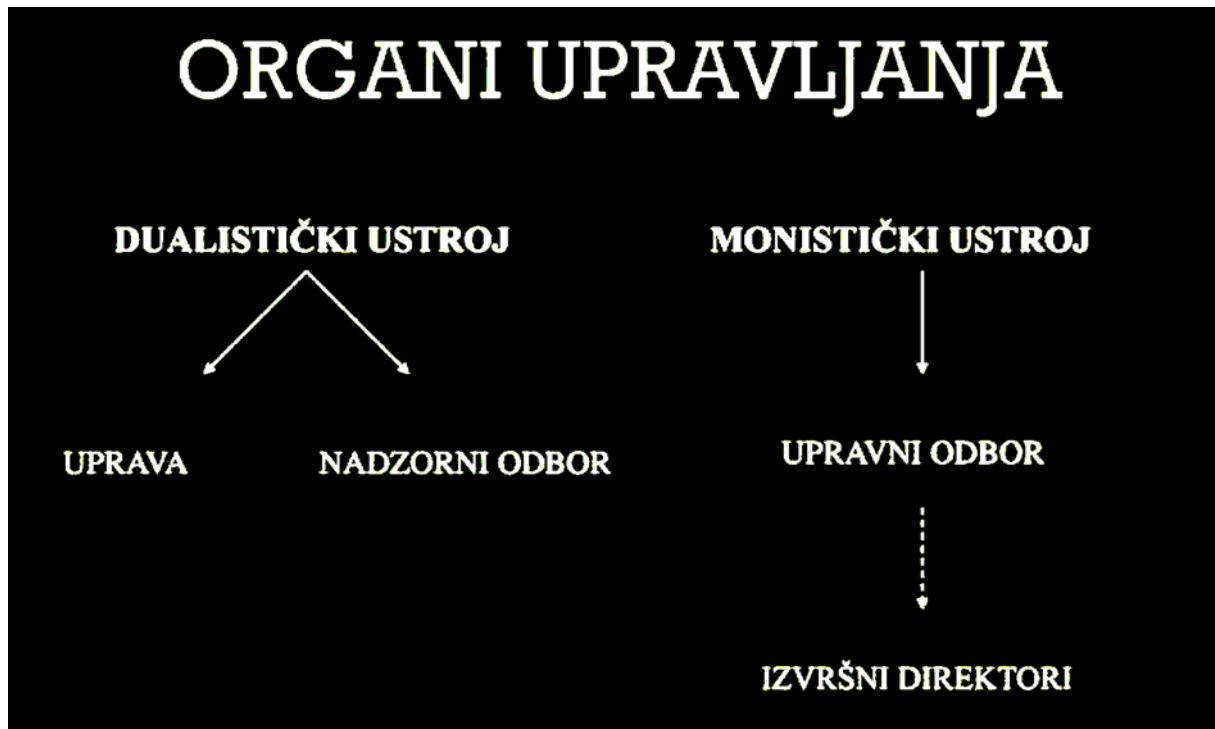 ORGANI UPRAVLJANJA
DUALISTIČKI USTROJ
MONISTIČKI USTROJ
UPRAVA
NADZORNI ODBOR
UPRAVNI ODBOR
IZVRŠNI DIREKTORI